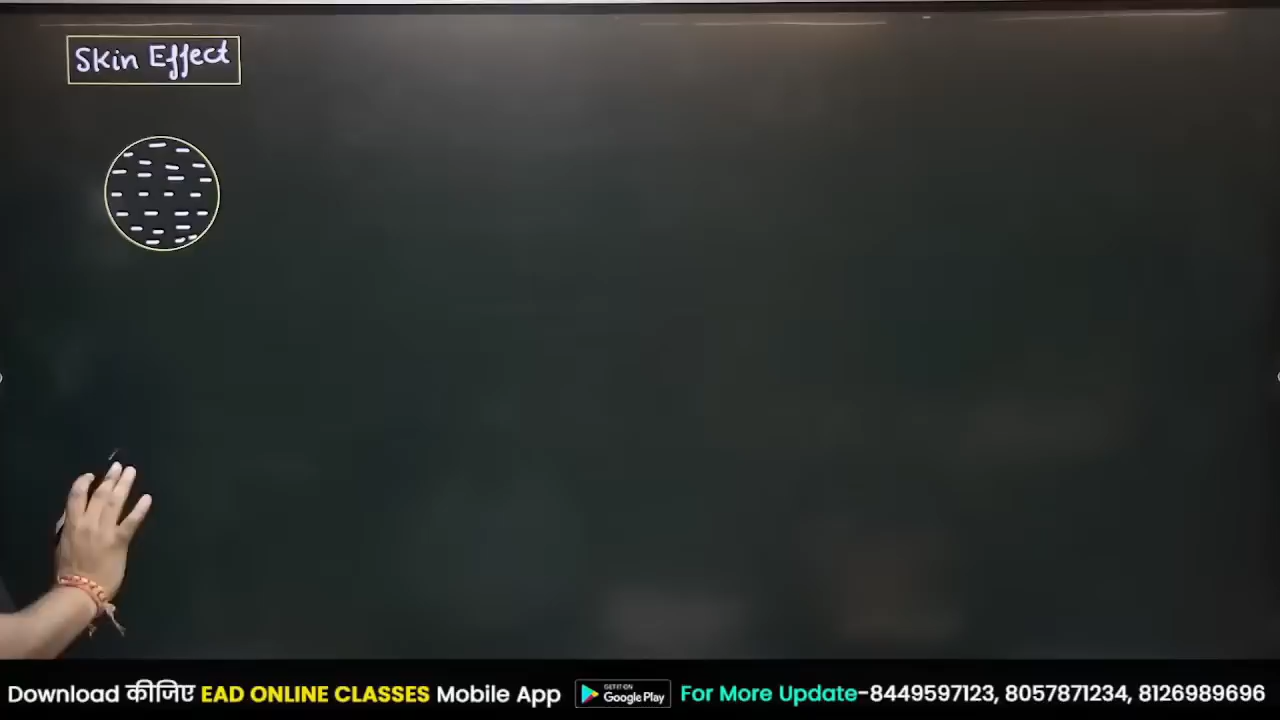 Skin Effect
Download कीजिए EAD ONLINE CLASSES Mobile App GET IT ON Google Play For More Update-8449597123, 8057871234, 8126989696